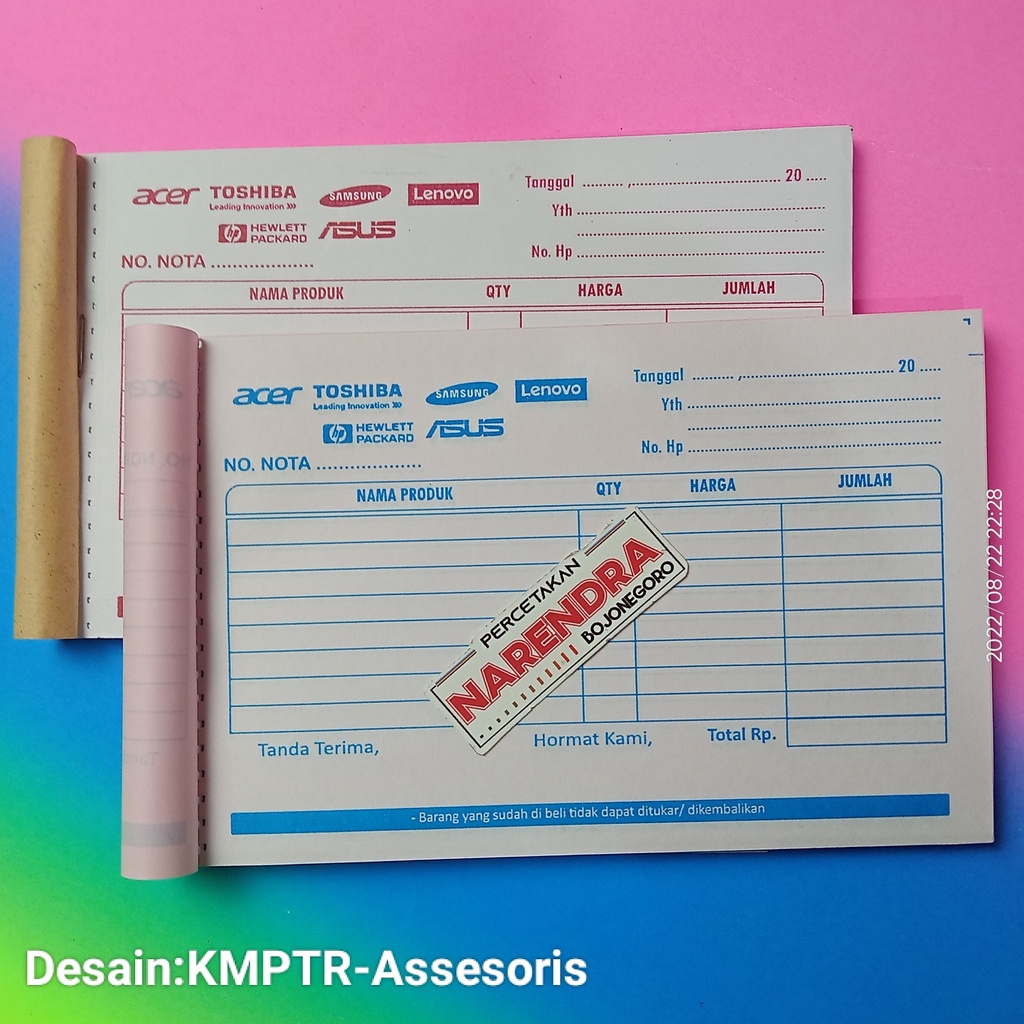 acer TOSHIBA SAMSUNG Lenovo
Leading Innovation >>>
hp HEWLETT PACKARD ASUS
NO. NOTA ...................
Tanggal .......... ,........................................ 20 .....
Yth ................................................................
................................................................
No. Hp ................................................................
NAMA PRODUK QTY HARGA JUMLAH
acer TOSHIBA SAMSUNG Lenovo
Leading Innovation >>>
hp HEWLETT PACKARD ASUS
NO. NOTA ...................
Tanggal .......... ,........................................ 20 .....
Yth ................................................................
................................................................
No. Hp ................................................................
NAMA PRODUK QTY HARGA JUMLAH
PERCETAKAN
NARENDRA
BOJONEGORO
Tanda Terima, Hormat Kami, Total Rp.
- Barang yang sudah di beli tidak dapat ditukar/ dikembalikan
2022/08/22 22:28
Desain:KMPTR-Assesoris